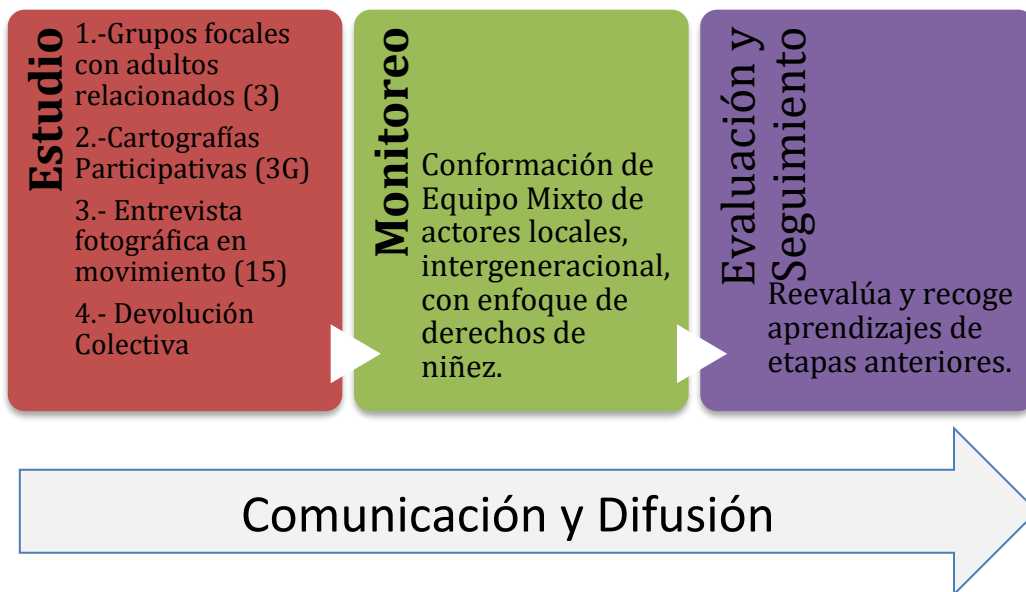 Estudio
1.-Grupos focales
con adultos
relacionados (3)
2.-Cartografías
Participativas (3G)
3.- Entrevista
fotográfica en
movimiento (15)
4.- Devolución
Colectiva
Monitoreo
Conformación de
Equipo Mixto de
actores locales,
intergeneracional,
con enfoque de
derechos de
niñez.
Evaluación y
Seguimiento
Reevalúa y recoge
aprendizajes de
etapas anteriores.
Comunicación y Difusión